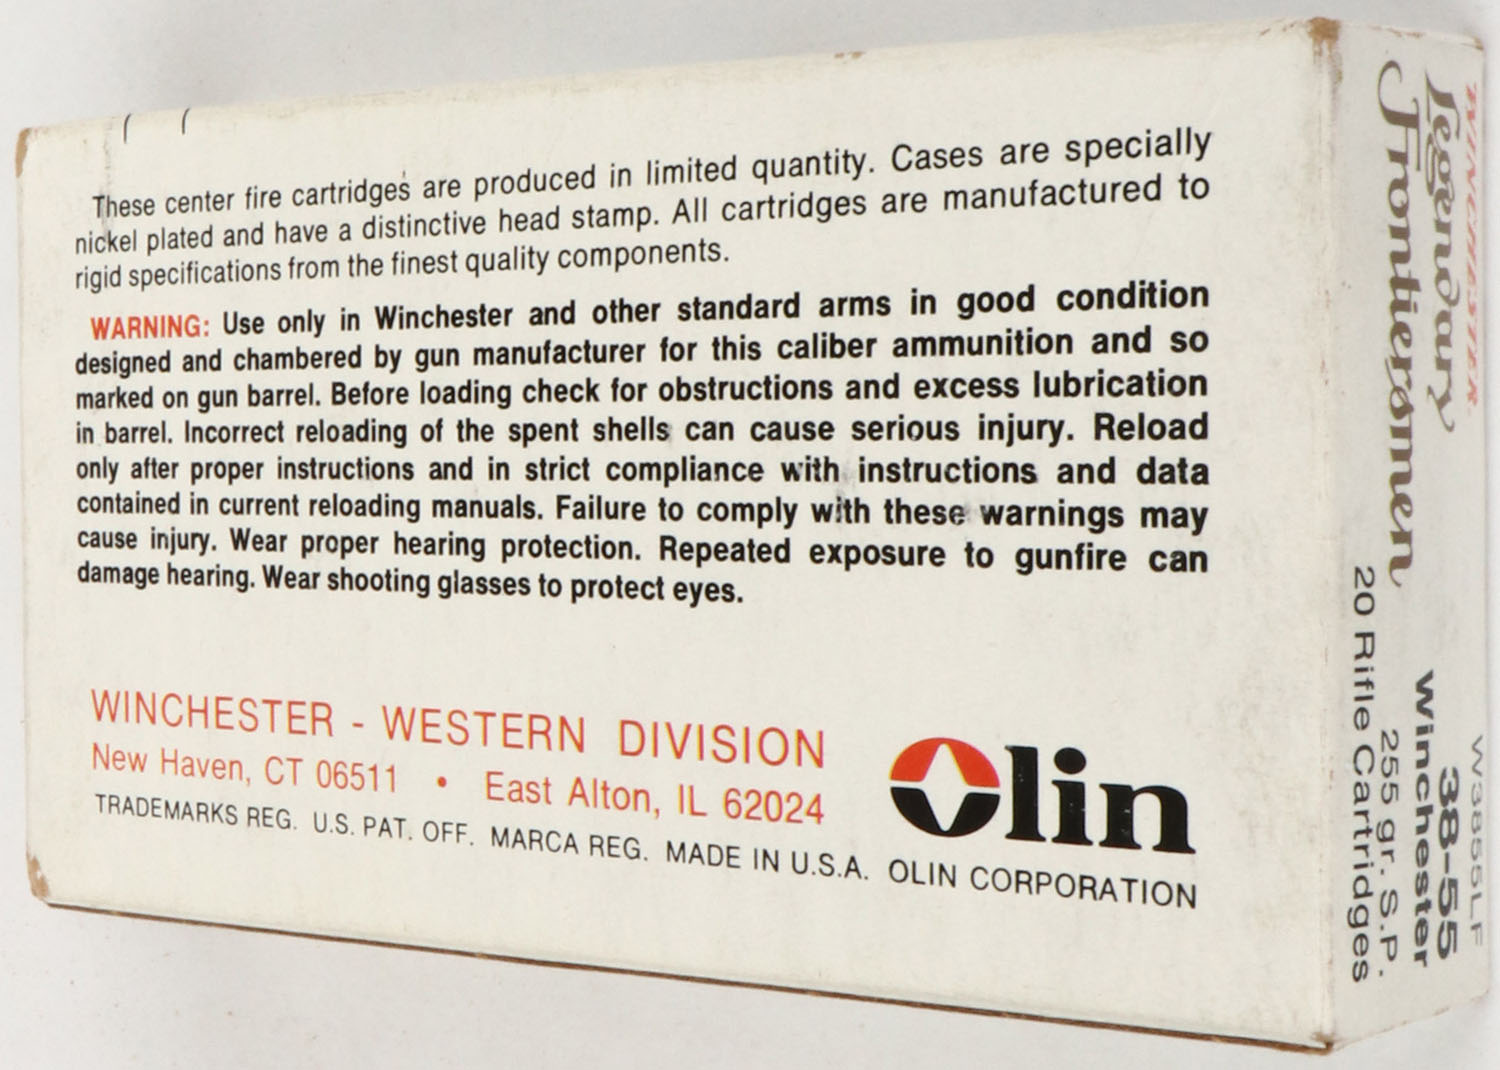 These center fire cartridges are produced in limited quantity. Cases are specially
nickel plated and have a distinctive head stamp. All cartridges are manufactured to
rigid specifications from the finest quality components.
WARNING: Use only in Winchester and other standard arms in good condition
designed and chambered by gun manufacturer for this caliber ammunition and so
marked on gun barrel. Before loading check for obstructions and excess lubrication
in barrel. Incorrect reloading of the spent shells can cause serious injury. Reload
only after proper instructions and in strict compliance with instructions and data
contained in current reloading manuals. Failure to comply with these warnings may
cause injury. Wear proper hearing protection. Repeated exposure to gunfire can
damage hearing. Wear shooting glasses to protect eyes.
WINCHESTER - WESTERN DIVISION
New Haven, CT 06511 • East Alton, IL 62024
TRADEMARKS REG. U.S. PAT. OFF. MARCA REG. MADE IN U.S.A. OLIN CORPORATION
Olin
WINCHESTER
Legendary
Frontiersmen
W3855LF
38-55
Winchester
255 gr. S.P.
20 Rifle Cartridges